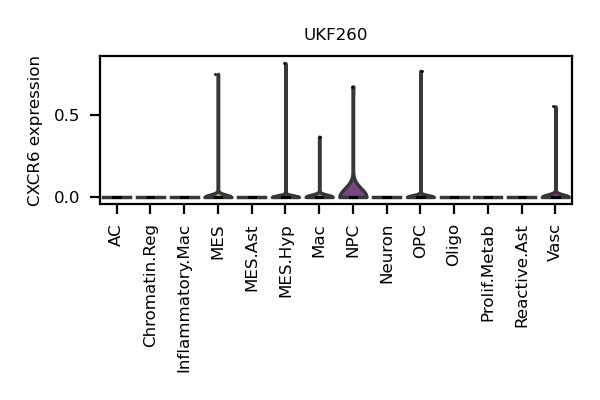 UKF260
CXCR6 expression
0.5
0.0
AC
Chromatin.Reg
Inflammatory.Mac
MES
MES.Ast
MES.Hyp
Mac
NPC
Neuron
OPC
Oligo
Prolif.Metab
Reactive.Ast
Vasc